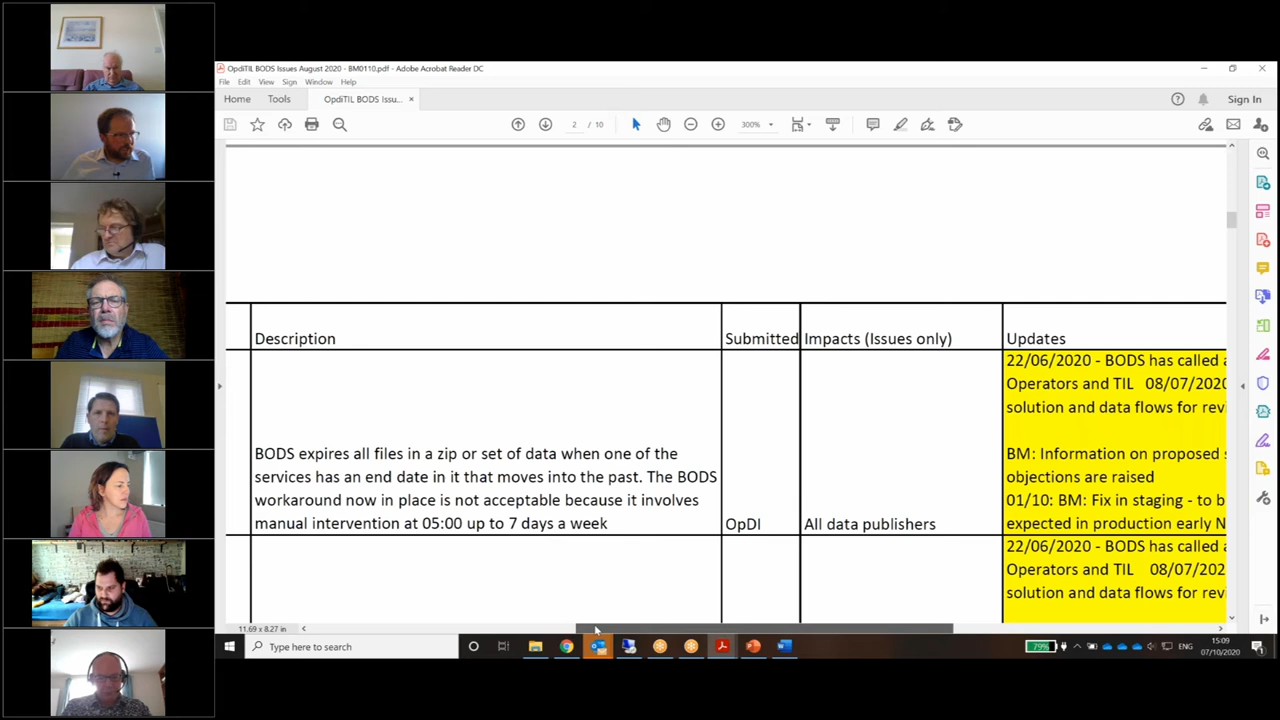 OpdiTIL BODS Issues August 2020 - BM0110.pdf - Adobe Acrobat Reader DC
File Edit View Sign Window Help
Home Tools OpdiTIL BODS Issu... × Sign In
2 / 10 300%
Description Submitted Impacts (Issues only) Updates
22/06/2020 - BODS has called a
Operators and TIL 08/07/2020
solution and data flows for revi
BODS expires all files in a zip or set of data when one of the
services has an end date in it that moves into the past. The BODS
workaround now in place is not acceptable because it involves
manual intervention at 05:00 up to 7 days a week
OpDI
All data publishers
BM: Information on proposed s
objections are raised
01/10: BM: Fix in staging - to b
expected in production early N
22/06/2020 - BODS has called a
Operators and TIL 08/07/202
solution and data flows for revi
11.69 x 8.27 in
Type here to search
79%
ENG
15:09
07/10/2020